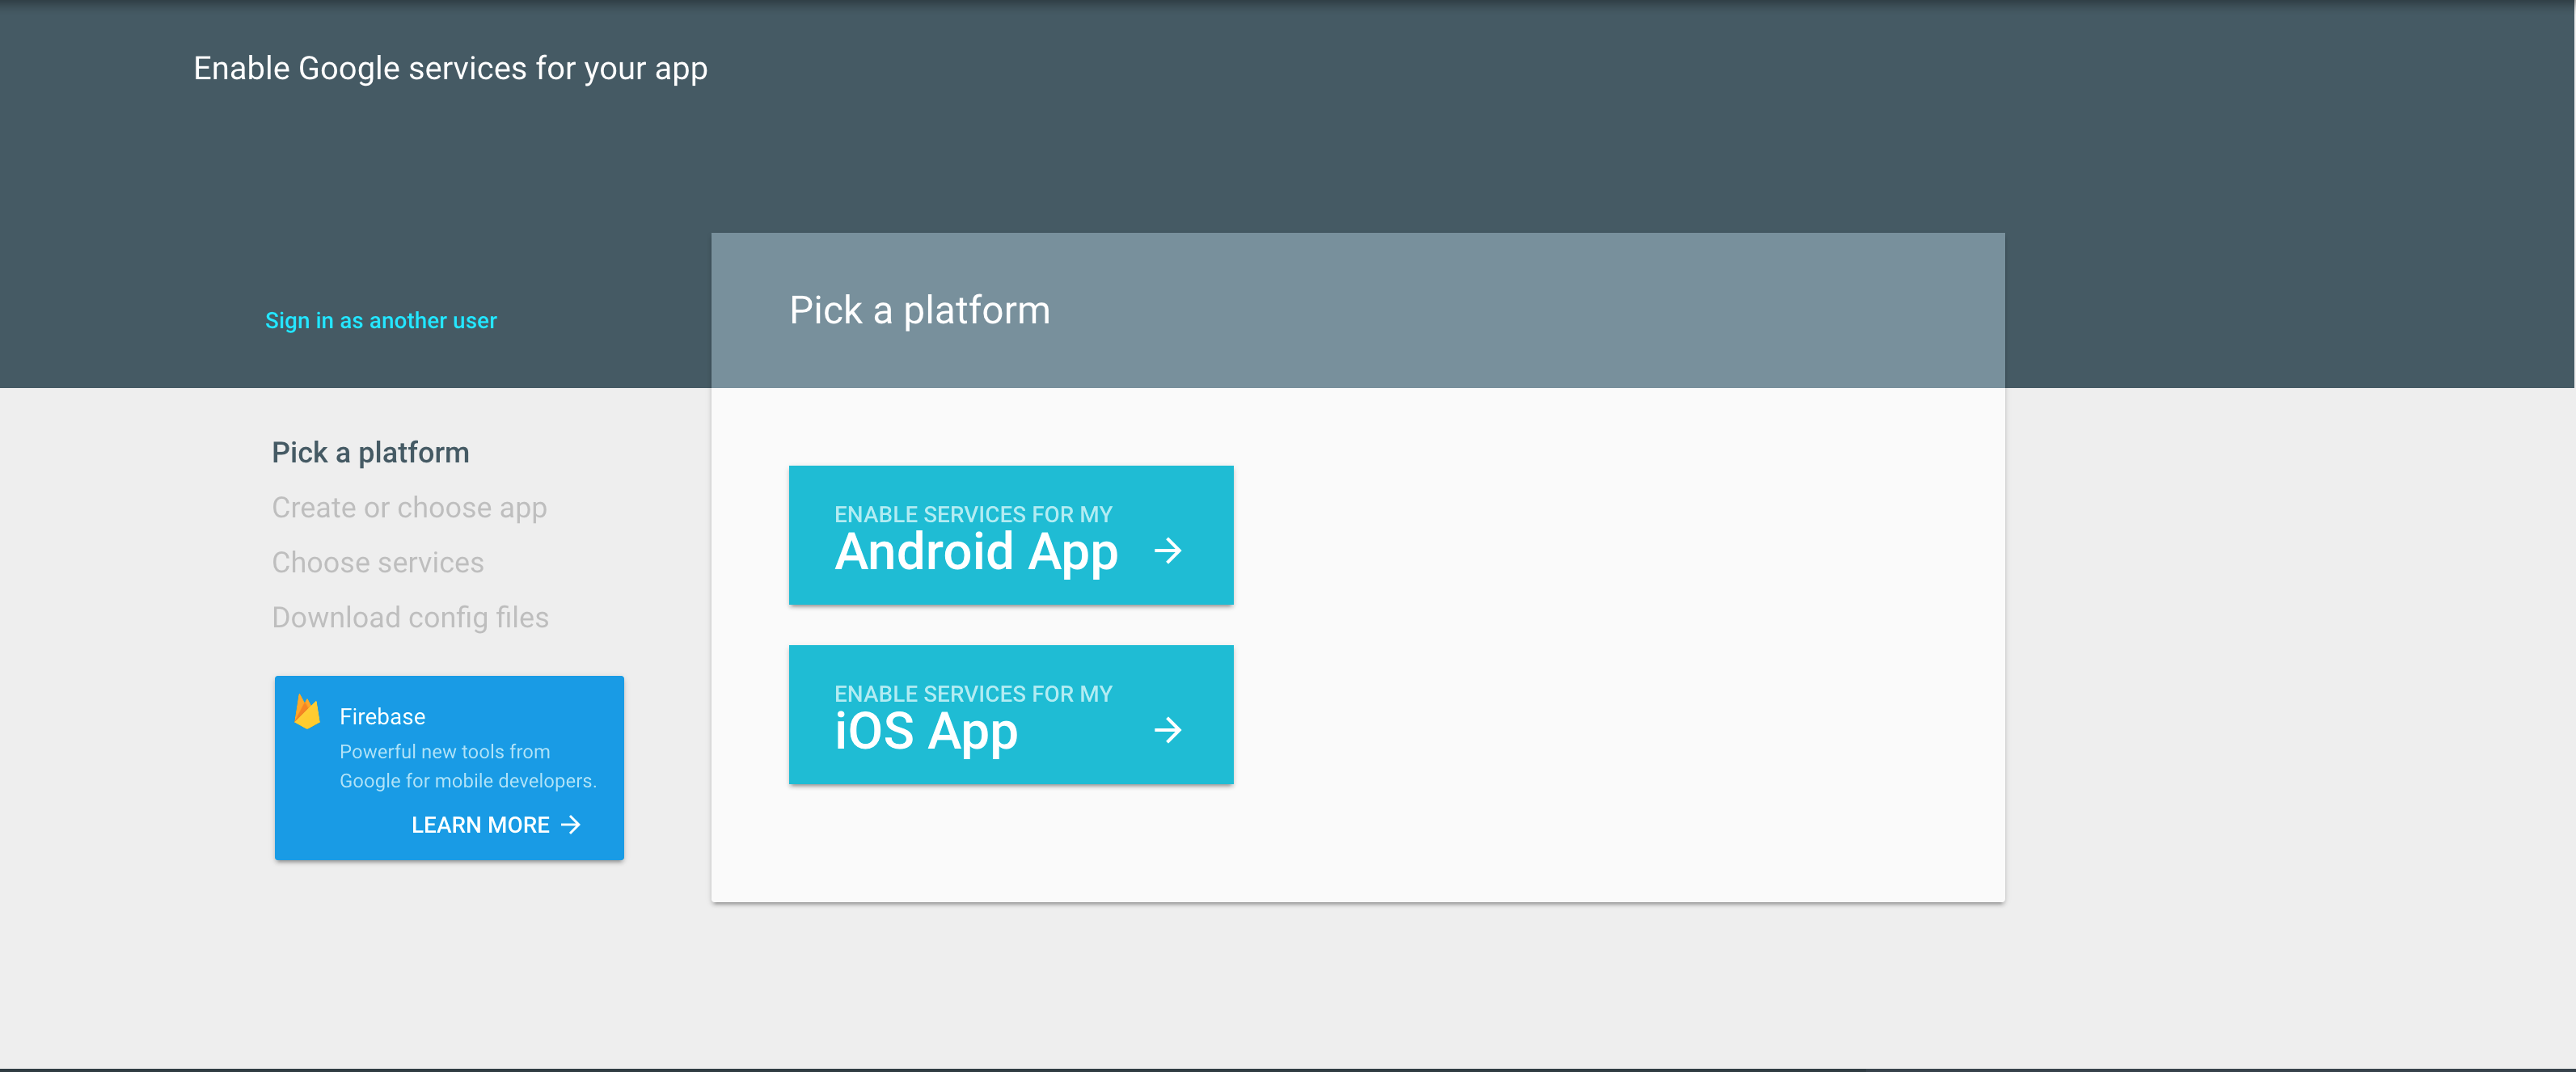 Enable Google services for your app
Sign in as another user
Pick a platform
Create or choose app
Choose services
Download config files
Firebase
Powerful new tools from
Google for mobile developers.
LEARN MORE
Pick a platform
ENABLE SERVICES FOR MY
Android App
ENABLE SERVICES FOR MY
iOS App